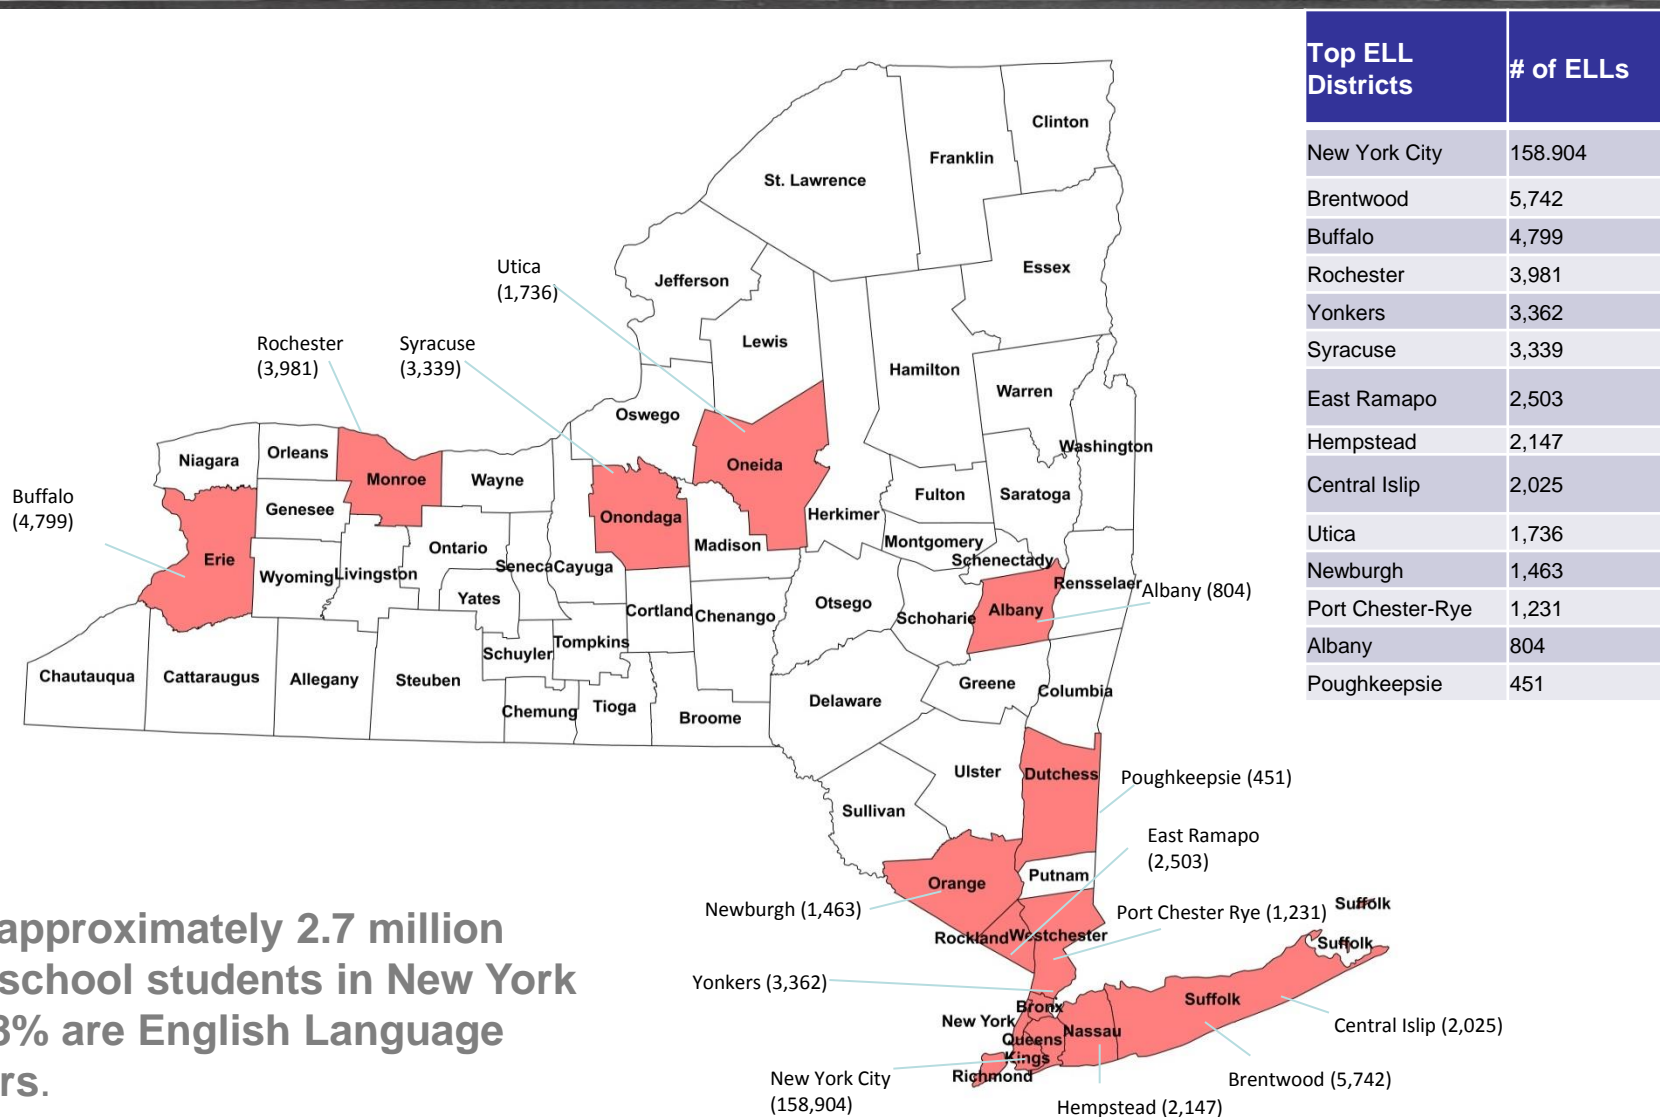 Top ELL
Districts
# of ELLs
New York City 158.904
Brentwood 5,742
Buffalo 4,799
Rochester 3,981
Yonkers 3,362
Syracuse 3,339
East Ramapo 2,503
Hempstead 2,147
Central Islip 2,025
Utica 1,736
Newburgh 1,463
Port Chester-Rye 1,231
Albany 804
Poughkeepsie 451
Clinton
Franklin
St. Lawrence
Essex
Jefferson
Utica
(1,736)
Lewis
Rochester
(3,981)
Syracuse
(3,339)
Hamilton
Warren
Oswego
Washington
Niagara
Orleans
Monroe
Wayne
Oneida
Buffalo
(4,799)
Genesee
Onondaga
Herkimer
Fulton
Saratoga
Erie
Wyoming
Livingston
Ontario
Seneca
Cayuga
Madison
Montgomery
Schenectady
Rensselaer
Albany (804)
Yates
Cortland
Chenango
Otsego
Schoharie
Albany
Chautauqua
Cattaraugus
Allegany
Steuben
Schuyler
Tompkins
Chemung
Tioga
Broome
Delaware
Greene
Columbia
Ulster
Dutchess
Poughkeepsie (451)
Sullivan
East Ramapo
(2,503)
Orange
Putnam
Newburgh (1,463)
Port Chester Rye (1,231)
Suffolk
Rockland
Westchester
Suffolk
Yonkers (3,362)
Bronx
Suffolk
New York
Queens
Nassau
Central Islip (2,025)
Kings
Richmond
New York City
(158,904)
Brentwood (5,742)
Hempstead (2,147)
approximately 2.7 million
school students in New York
3% are English Language
rs.